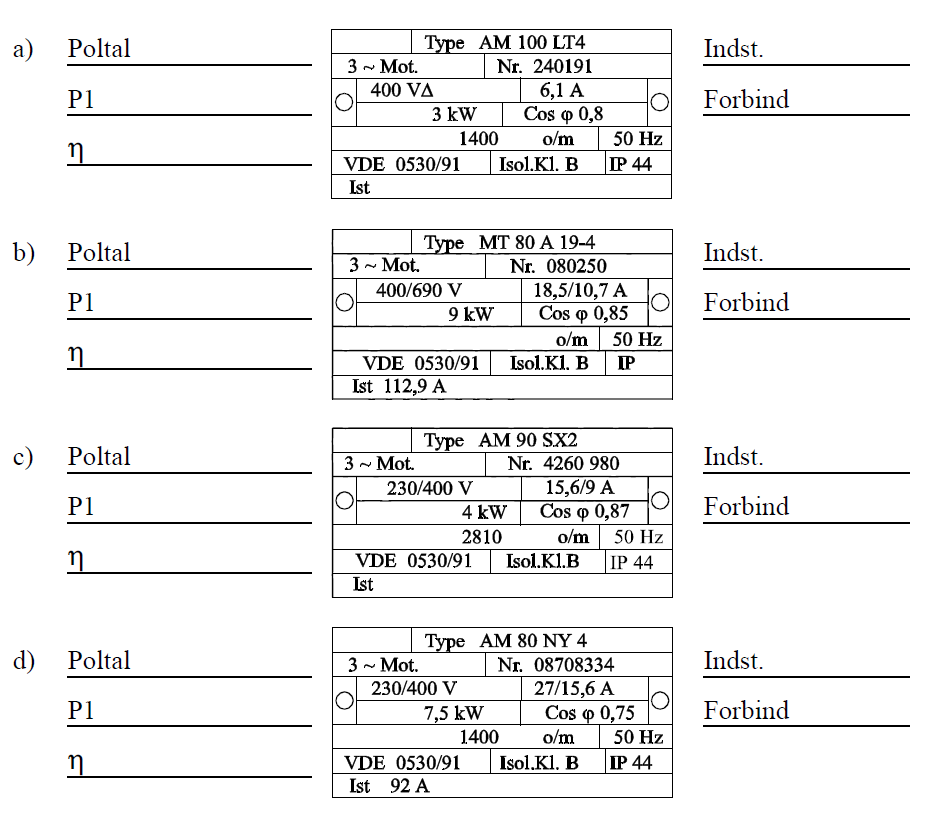 a) Poltal
P1
η
Type AM 100 LT4
3 ~ Mot. Nr. 240191
400 VΔ 6,1 A
3 kW Cos φ 0,8
1400 o/m 50 Hz
VDE 0530/91 Isol.Kl. B IP 44
Ist
Indst.
Forbind
b) Poltal
P1
η
Type MT 80 A 19-4
3 ~ Mot. Nr. 080250
400/690 V 18,5/10,7 A
9 kW Cos φ 0,85
o/m 50 Hz
VDE 0530/91 Isol.Kl. B IP
Ist 112,9 A
Indst.
Forbind
c) Poltal
P1
η
Type AM 90 SX2
3 ~ Mot. Nr. 4260 980
230/400 V 15,6/9 A
4 kW Cos φ 0,87
2810 o/m 50 Hz
VDE 0530/91 Isol.Kl.B IP 44
Ist
Indst.
Forbind
d) Poltal
P1
η
Type AM 80 NY 4
3 ~ Mot. Nr. 08708334
230/400 V 27/15,6 A
7,5 kW Cos φ 0,75
1400 o/m 50 Hz
VDE 0530/91 Isol.Kl. B IP 44
Ist 92 A
Indst.
Forbind